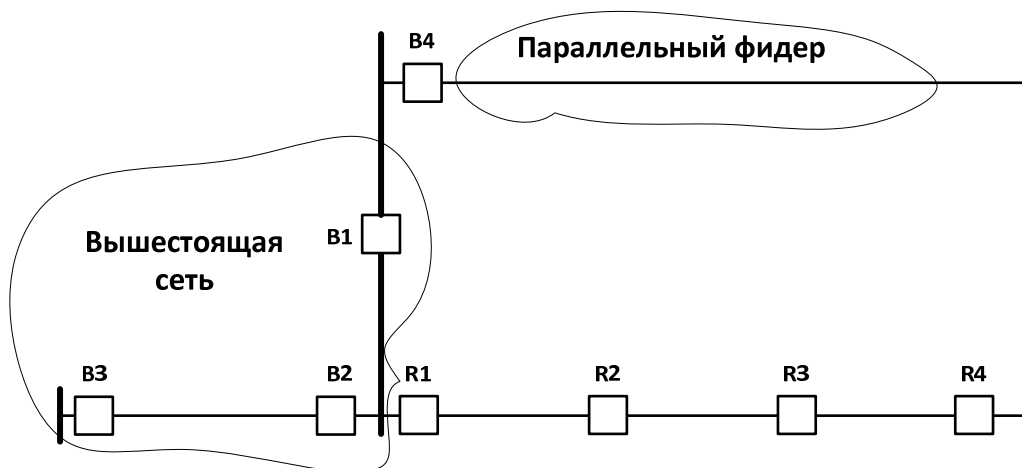 B4
Параллельный фидер
B1
Вышестоящая
сеть
B3
B2
R1
R2
R3
R4